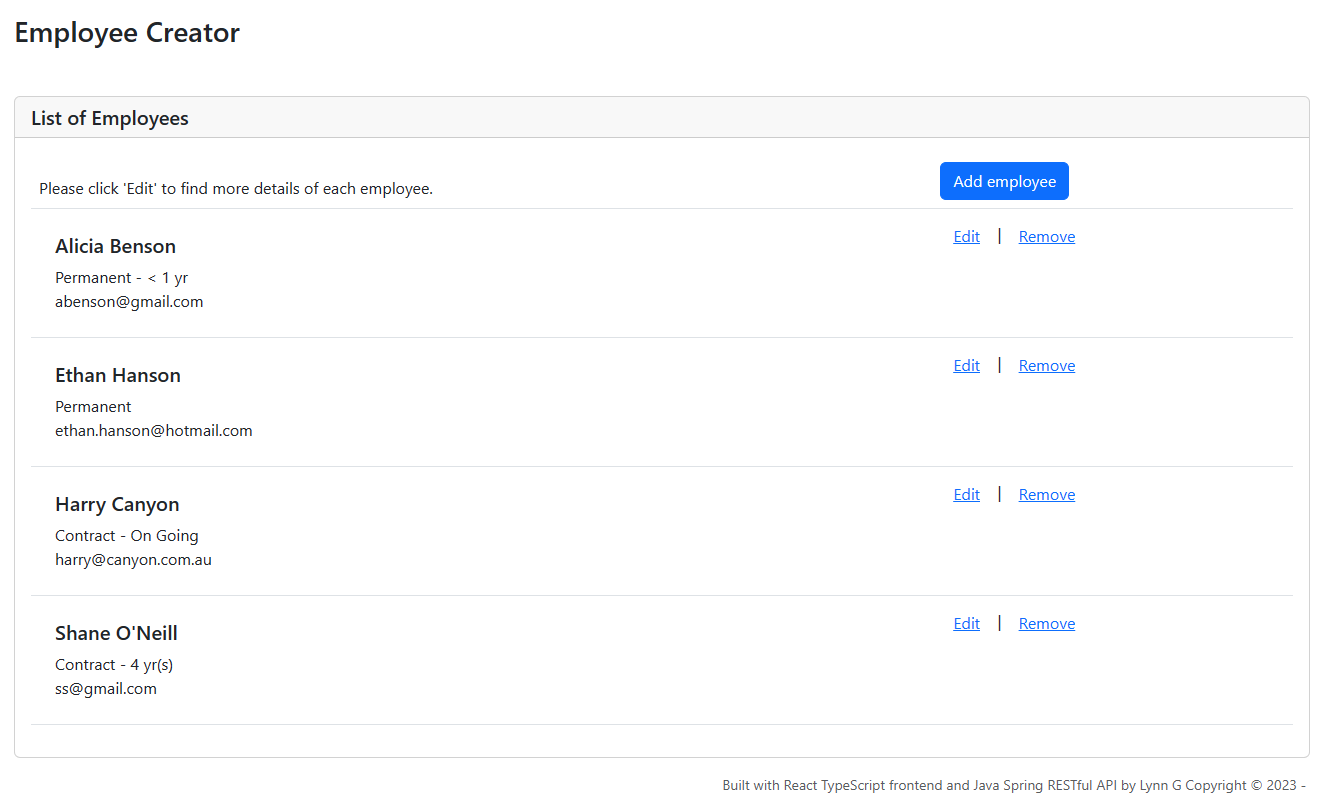 Employee Creator
List of Employees
Please click 'Edit' to find more details of each employee.
Add employee
Alicia Benson
Edit | Remove
Permanent - < 1 yr
abenson@gmail.com
Ethan Hanson
Edit | Remove
Permanent
ethan.hanson@hotmail.com
Harry Canyon
Edit | Remove
Contract - On Going
harry@canyon.com.au
Shane O'Neill
Edit | Remove
Contract - 4 yr(s)
ss@gmail.com
Built with React TypeScript frontend and Java Spring RESTful API by Lynn G Copyright © 2023 -